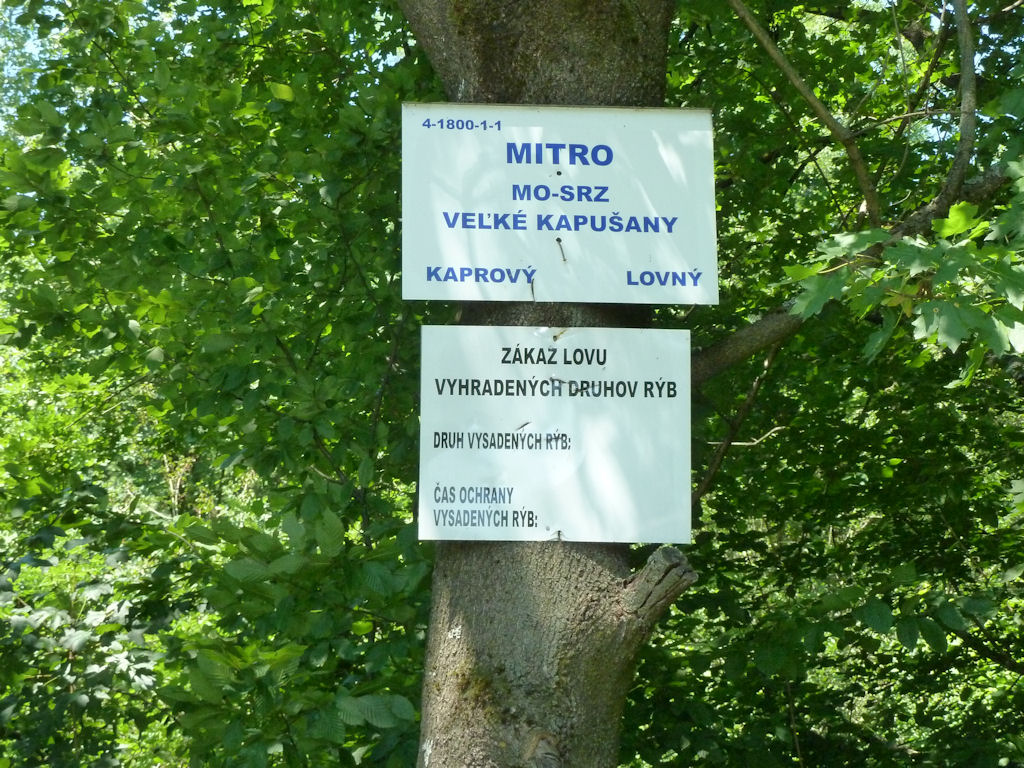 4-1800-1-1
MITRO
MO-SRZ
VEĽKÉ KAPUŠANY
KAPROVÝ LOVNÝ
ZÁKAZ LOVU
VYHRADENÝCH DRUHOV RÝB
DRUH VYSADENÝCH RÝB:
ČAS OCHRANY
VYSADENÝCH RÝB: